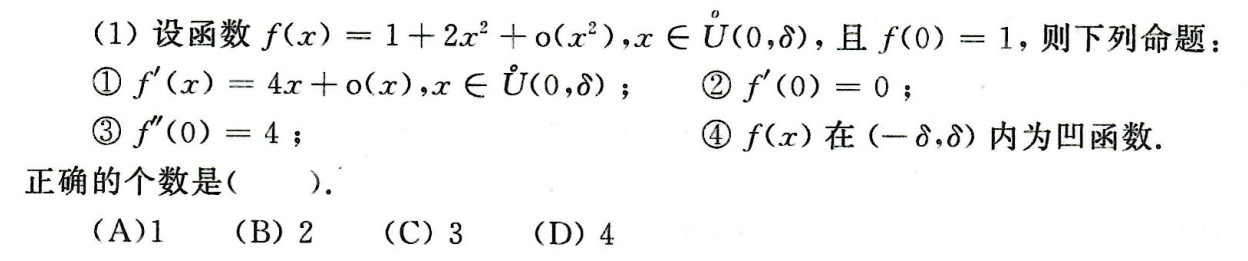 (1) 设函数 f(x) = 1 + 2x² + o(x²), x ∈ Ů(0,δ), 且 f(0) = 1, 则下列命题:
① f′(x) = 4x + o(x), x ∈ Ů(0,δ); ② f′(0) = 0;
③ f″(0) = 4; ④ f(x) 在 (−δ,δ) 内为凹函数.
正确的个数是( ).
(A)1 (B) 2 (C) 3 (D) 4